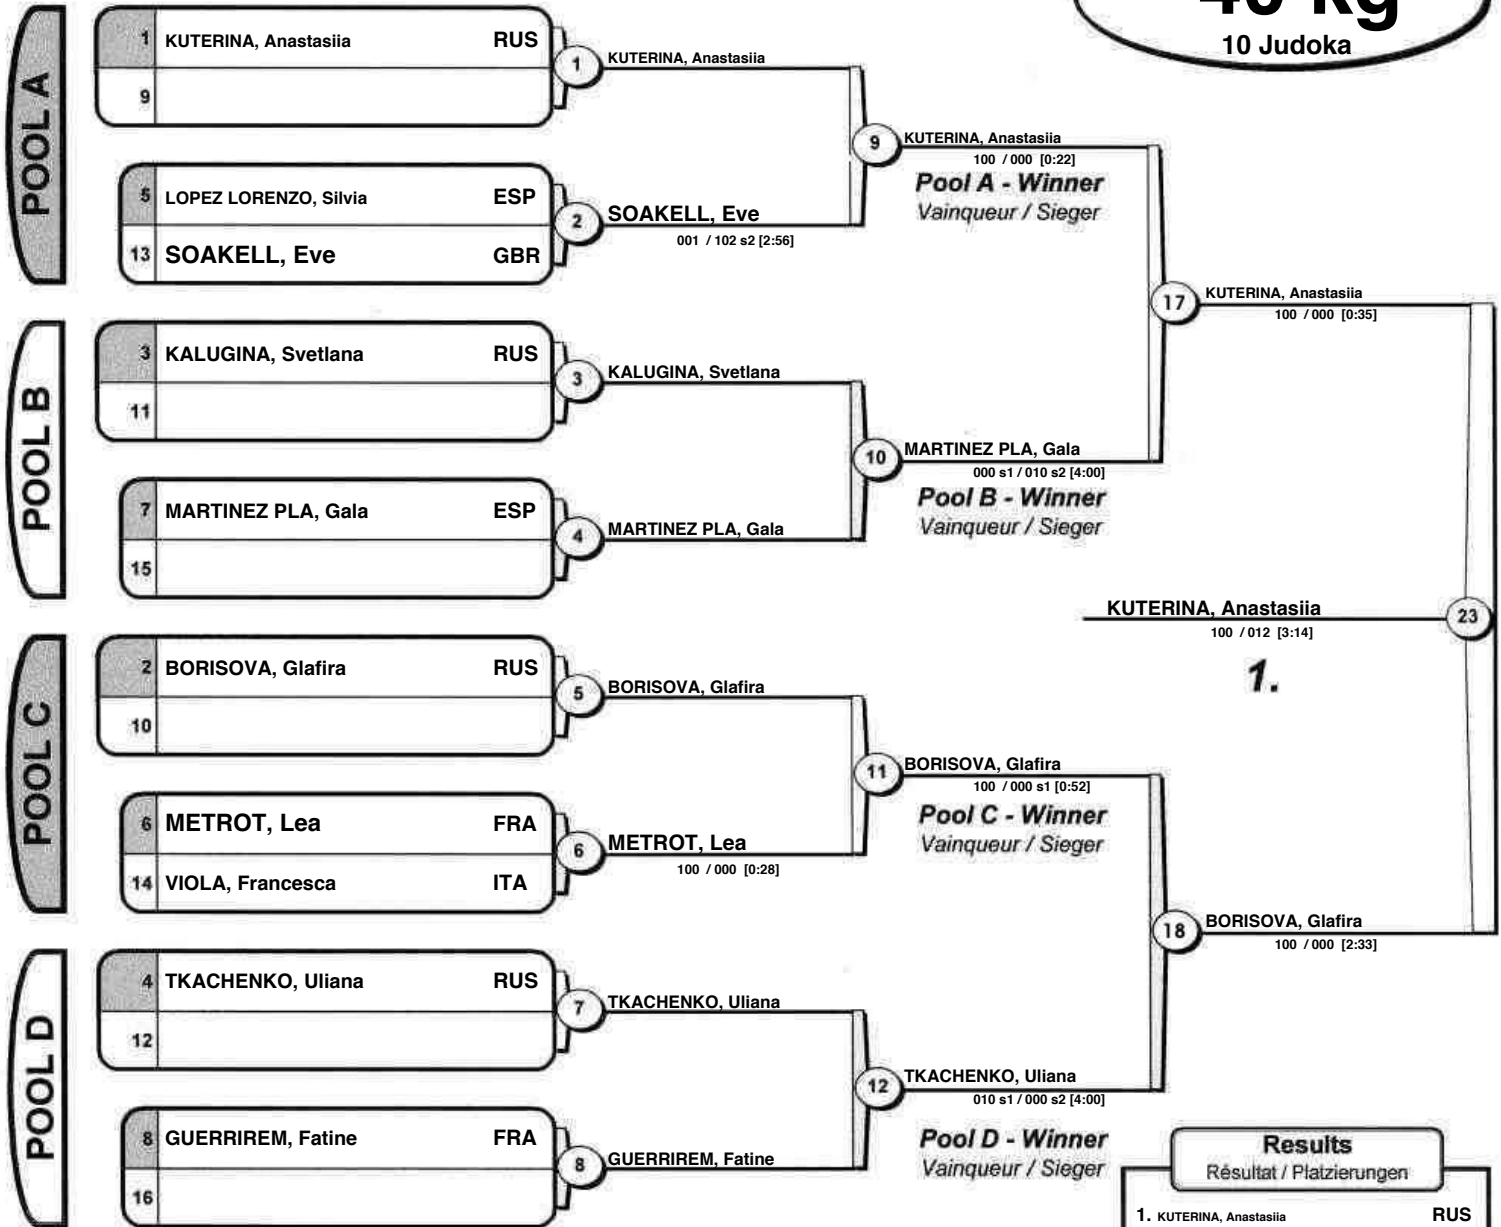 10 Judoka
POOL A
1 KUTERINA, Anastasiia RUS
9
1 KUTERINA, Anastasiia
5 LOPEZ LORENZO, Silvia ESP
13 SOAKELL, Eve GBR
2 SOAKELL, Eve
001 / 102 s2 [2:56]
9 KUTERINA, Anastasiia
100 / 000 [0:22]
Pool A - Winner
Vainqueur / Sieger
POOL B
3 KALUGINA, Svetlana RUS
11
3 KALUGINA, Svetlana
7 MARTINEZ PLA, Gala ESP
15
4 MARTINEZ PLA, Gala
10 MARTINEZ PLA, Gala
000 s1 / 010 s2 [4:00]
Pool B - Winner
Vainqueur / Sieger
17 KUTERINA, Anastasiia
100 / 000 [0:35]
KUTERINA, Anastasiia 23
100 / 012 [3:14]
1.
POOL C
2 BORISOVA, Glafira RUS
10
5 BORISOVA, Glafira
6 METROT, Lea FRA
14 VIOLA, Francesca ITA
6 METROT, Lea
100 / 000 [0:28]
11 BORISOVA, Glafira
100 / 000 s1 [0:52]
Pool C - Winner
Vainqueur / Sieger
18 BORISOVA, Glafira
100 / 000 [2:33]
POOL D
4 TKACHENKO, Uliana RUS
12
7 TKACHENKO, Uliana
8 GUERRIREM, Fatine FRA
16
8 GUERRIREM, Fatine
12 TKACHENKO, Uliana
010 s1 / 000 s2 [4:00]
Pool D - Winner
Vainqueur / Sieger
Results
Résultat / Platzierungen
1. KUTERINA, Anastasiia RUS